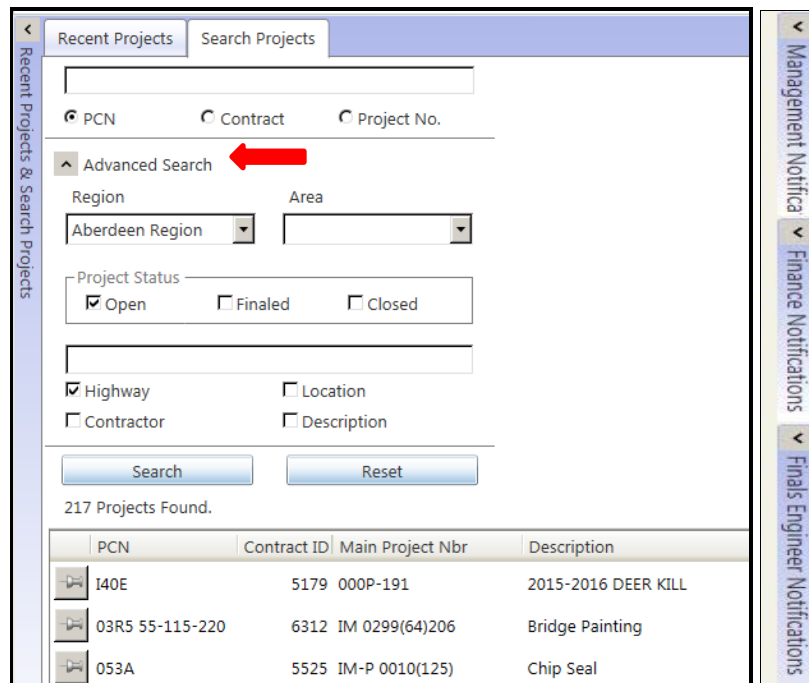 Recent Projects & Search Projects
Recent Projects Search Projects
PCN Contract Project No.
Advanced Search
Region Area
Aberdeen Region
Project Status
Open Finaled Closed
Highway Location
Contractor Description
Search Reset
217 Projects Found.
PCN Contract ID Main Project Nbr Description
I40E 5179 000P-191 2015-2016 DEER KILL
03R5 55-115-220 6312 IM 0299(64)206 Bridge Painting
053A 5525 IM-P 0010(125) Chip Seal
Management Notifica
Finance Notifications
Finals Engineer Notifications